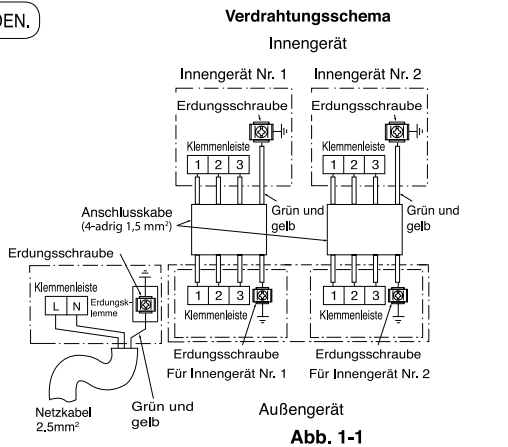 DEN.
Verdrahtungsschema
Innengerät
Innengerät Nr. 1
Innengerät Nr. 2
Erdungsschraube
Erdungsschraube
Klemmenleiste
Klemmenleiste
1 2 3
1 2 3
Anschlusskabe
(4-adrig 1,5 mm²)
Grün und
gelb
Grün und
gelb
Erdungsschraube
Klemmenleiste
L N
Erdungsk-
lemme
1 2 3
1 2 3
Klemmenleiste
Klemmenleiste
Erdungsschraube
Für Innengerät Nr. 1
Erdungsschraube
Für Innengerät Nr. 2
Netzkabel
2.5mm²
Grün und
gelb
Außengerät
Abb. 1-1